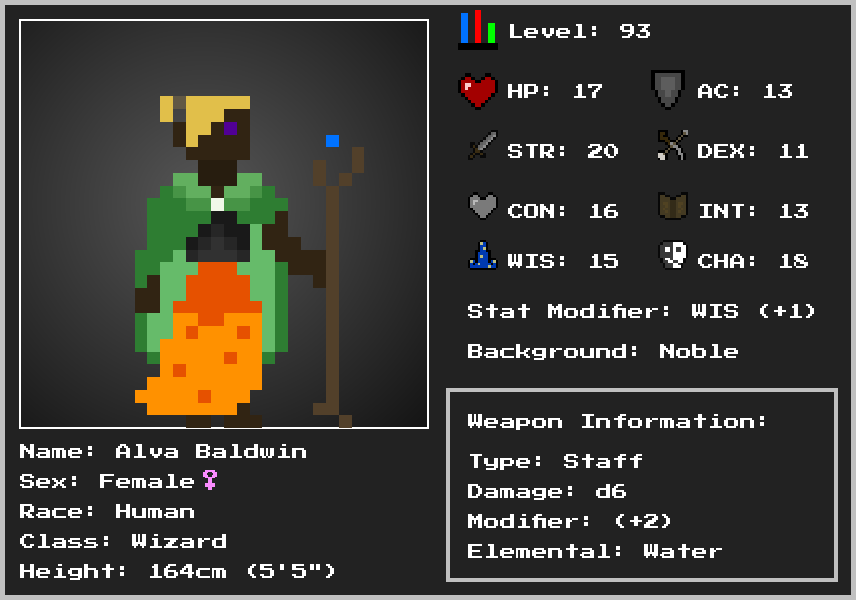 Level: 93
HP: 17
AC: 13
STR: 20
DEX: 11
CON: 16
INT: 13
WIS: 15
CHA: 18
Stat Modifier: WIS (+1)
Background: Noble
Weapon Information:
Type: Staff
Damage: d6
Modifier: (+2)
Elemental: Water
Name: Alva Baldwin
Sex: Female♀
Race: Human
Class: Wizard
Height: 164cm (5'5")